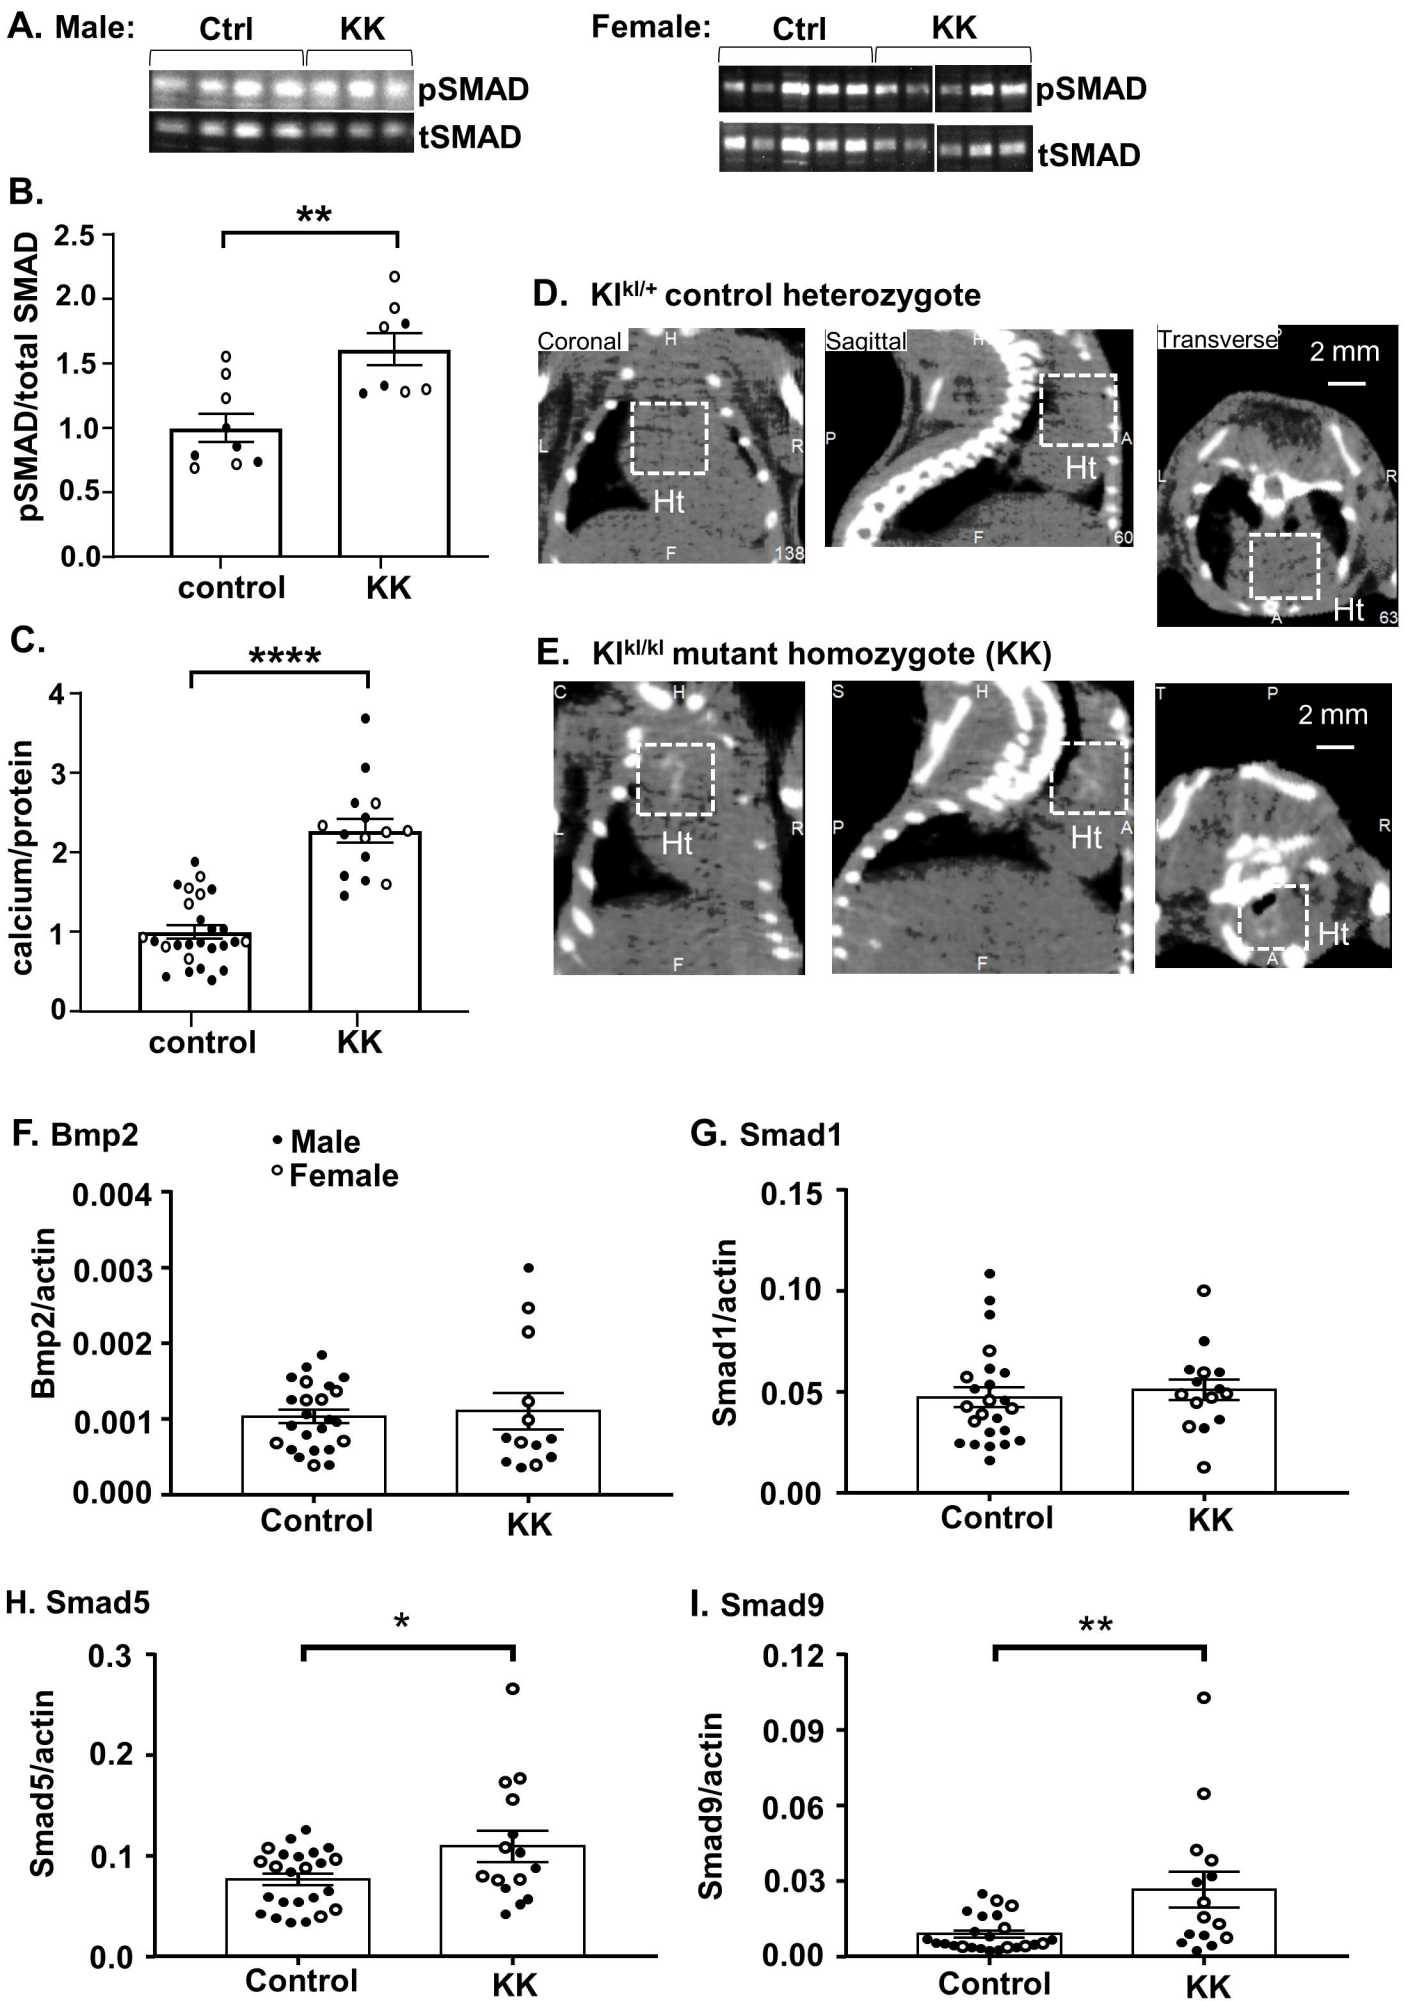 A. Male: Ctrl KK Female: Ctrl KK
pSMAD pSMAD
tSMAD tSMAD
B.
**
pSMAD/total SMAD
2.5
2.0
1.5
1.0
0.5
0.0
control KK
C.
****
calcium/protein
4
3
2
1
0
control KK
D. Kl^kl/+ control heterozygote
Coronal H L R Ht F 138
Sagittal H P A Ht F 60
Transverse P 2 mm L R Ht A 63
E. Kl^kl/kl mutant homozygote (KK)
C H L R Ht F
S H P A Ht F
T P 2 mm L R Ht A
F. Bmp2
Male
Female
Bmp2/actin
0.004
0.003
0.002
0.001
0.000
Control KK
G. Smad1
Smad1/actin
0.15
0.10
0.05
0.00
Control KK
H. Smad5
*
Smad5/actin
0.3
0.2
0.1
0.0
Control KK
I. Smad9
**
Smad9/actin
0.12
0.09
0.06
0.03
0.00
Control KK